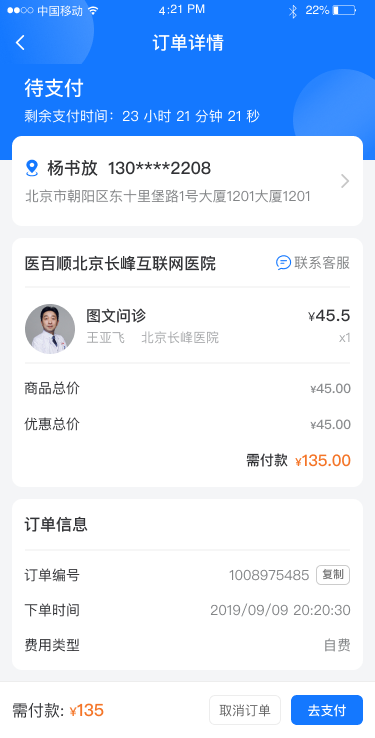 中国移动 4:21 PM 22%
订单详情
待支付
剩余支付时间：23 小时 21 分钟 21 秒
杨书放 130****2208
北京市朝阳区东十里堡路1号大厦1201大厦1201
医百顺北京长峰互联网医院 联系客服
图文问诊 ¥45.5
王亚飞 北京长峰医院 x1
商品总价 ¥45.00
优惠总价 ¥45.00
需付款 ¥135.00
订单信息
订单编号 1008975485 复制
下单时间 2019/09/09 20:20:30
费用类型 自费
需付款: ¥135 取消订单 去支付